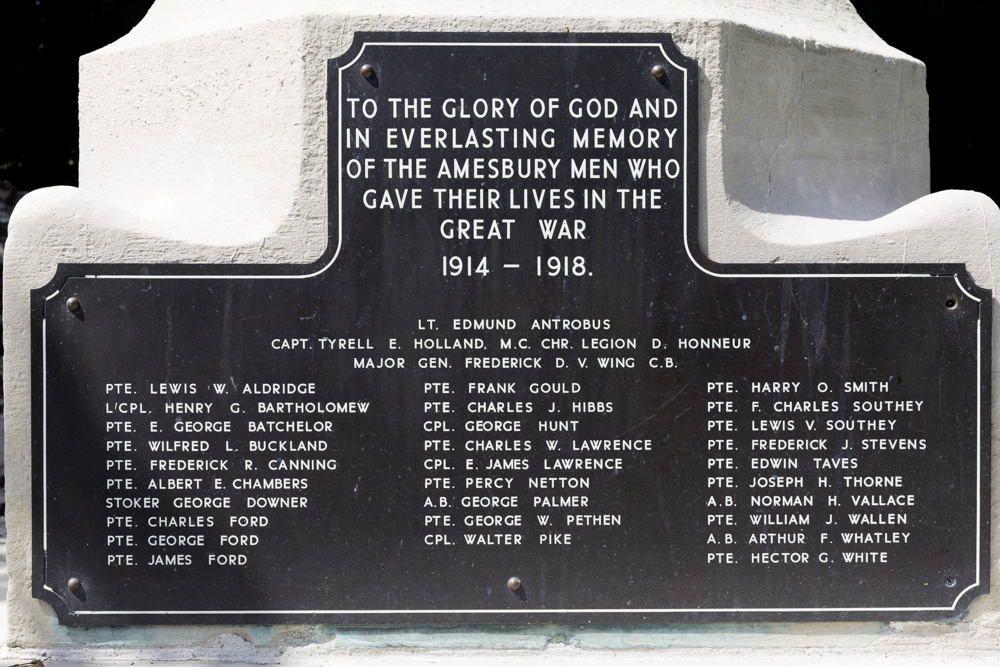 TO THE GLORY OF GOD AND
IN EVERLASTING MEMORY
OF THE AMESBURY MEN WHO
GAVE THEIR LIVES IN THE
GREAT WAR
1914 – 1918.
LT. EDMUND ANTROBUS
CAPT. TYRELL E. HOLLAND. M.C. CHR. LEGION D. HONNEUR
MAJOR GEN. FREDERICK D. V. WING C.B.
PTE. LEWIS W. ALDRIDGE
L'CPL. HENRY G. BARTHOLOMEW
PTE. E. GEORGE BATCHELOR
PTE. WILFRED L. BUCKLAND
PTE. FREDERICK R. CANNING
PTE. ALBERT E. CHAMBERS
STOKER GEORGE DOWNER
PTE. CHARLES FORD
PTE. GEORGE FORD
PTE. JAMES FORD
PTE. FRANK GOULD
PTE. CHARLES J. HIBBS
CPL. GEORGE HUNT
PTE. CHARLES W. LAWRENCE
CPL. E. JAMES LAWRENCE
PTE. PERCY NETTON
A.B. GEORGE PALMER
PTE. GEORGE W. PETHEN
CPL. WALTER PIKE
PTE. HARRY O. SMITH
PTE. F. CHARLES SOUTHEY
PTE. LEWIS V. SOUTHEY
PTE. FREDERICK J. STEVENS
PTE. EDWIN TAVES
PTE. JOSEPH H. THORNE
A.B. NORMAN H. VALLACE
PTE. WILLIAM J. WALLEN
A.B. ARTHUR F. WHATLEY
PTE. HECTOR G. WHITE